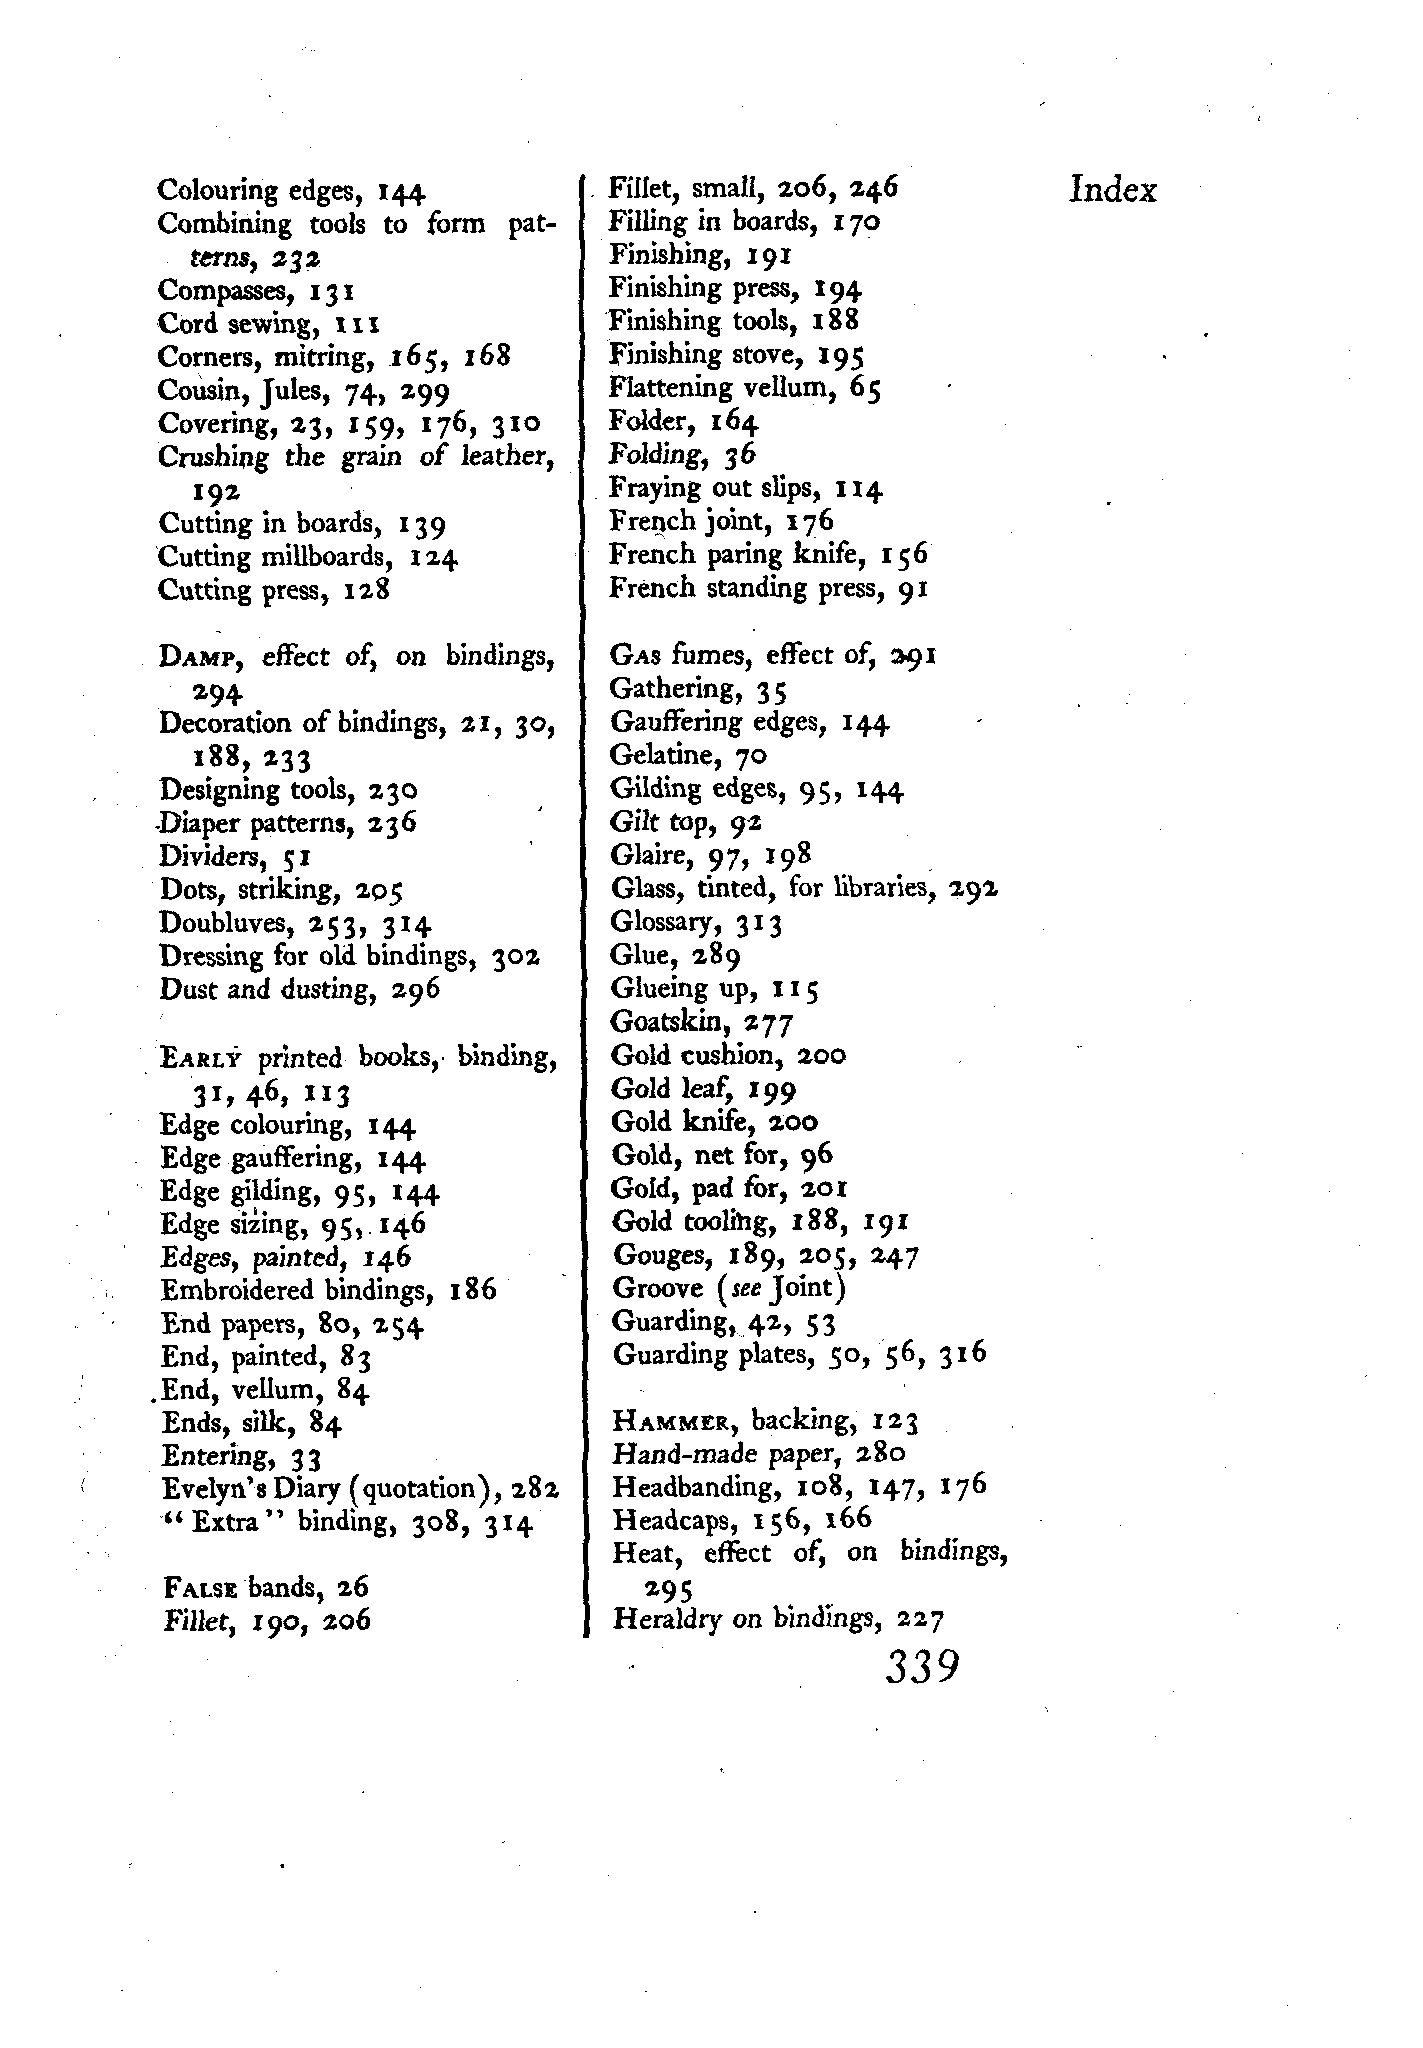 Index
Colouring edges, 144
Combining tools to form pat-
terns, 232
Compasses, 131
Cord sewing, 111
Corners, mitring, 165, 168
Cousin, Jules, 74, 299
Covering, 23, 159, 176, 310
Crushing the grain of leather,
192
Cutting in boards, 139
Cutting millboards, 124
Cutting press, 128
DAMP, effect of, on bindings,
294
Decoration of bindings, 21, 30,
188, 233
Designing tools, 230
Diaper patterns, 236
Dividers, 51
Dots, striking, 205
Doubluves, 253, 314
Dressing for old bindings, 302
Dust and dusting, 296
EARLY printed books, binding,
31, 46, 113
Edge colouring, 144
Edge gauffering, 144
Edge gilding, 95, 144
Edge sizing, 95, 146
Edges, painted, 146
Embroidered bindings, 186
End papers, 80, 254
End, painted, 83
End, vellum, 84
Ends, silk, 84
Entering, 33
Evelyn's Diary (quotation), 282
"Extra" binding, 308, 314
FALSE bands, 26
Fillet, 190, 206
Fillet, small, 206, 246
Filling in boards, 170
Finishing, 191
Finishing press, 194
Finishing tools, 188
Finishing stove, 195
Flattening vellum, 65
Folder, 164
Folding, 36
Fraying out slips, 114
French joint, 176
French paring knife, 156
French standing press, 91
GAS fumes, effect of, 291
Gathering, 35
Gauffering edges, 144
Gelatine, 70
Gilding edges, 95, 144
Gilt top, 92
Glaire, 97, 198
Glass, tinted, for libraries, 292
Glossary, 313
Glue, 289
Glueing up, 115
Goatskin, 277
Gold cushion, 200
Gold leaf, 199
Gold knife, 200
Gold, net for, 96
Gold, pad for, 201
Gold tooling, 188, 191
Gouges, 189, 205, 247
Groove (see Joint)
Guarding, 42, 53
Guarding plates, 50, 56, 316
HAMMER, backing, 123
Hand-made paper, 280
Headbanding, 108, 147, 176
Headcaps, 156, 166
Heat, effect of, on bindings,
295
Heraldry on bindings, 227
339